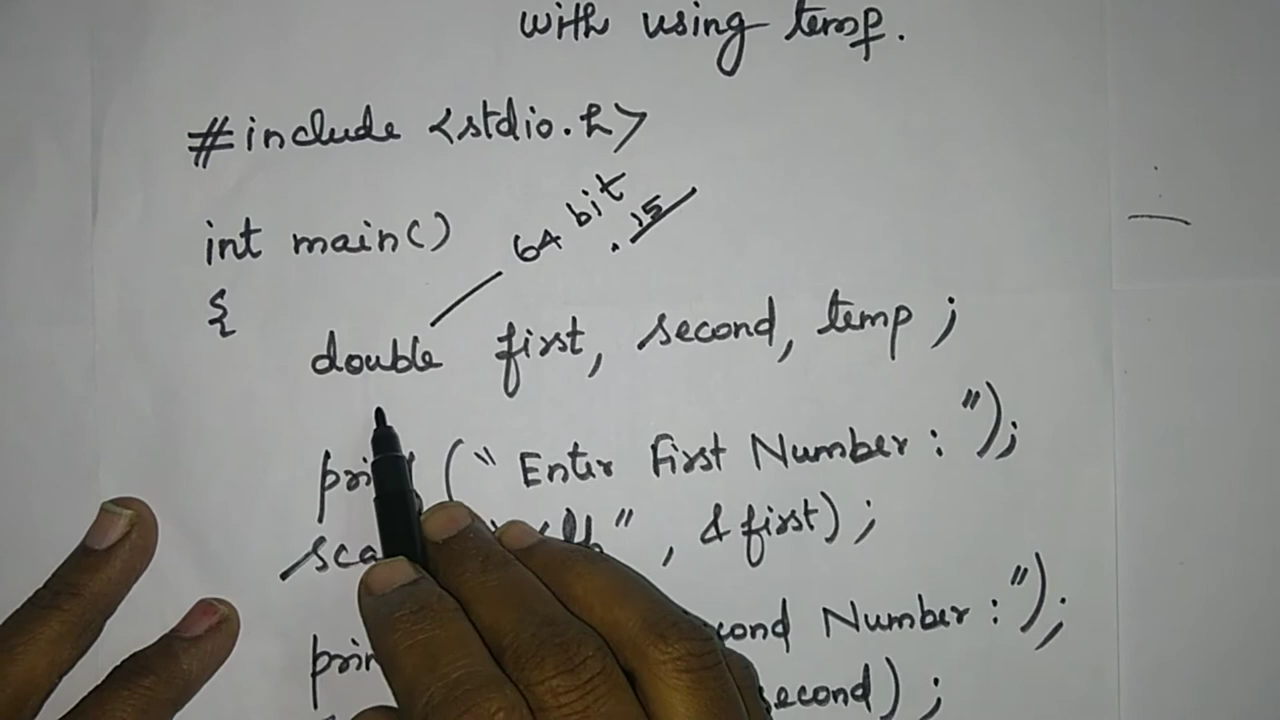 with using temp.
#include <stdio.h>
int main()
64 bit
.15
{
double first, second, temp;
(" Enter First Number : ");
", &first);
Number : ");
second);